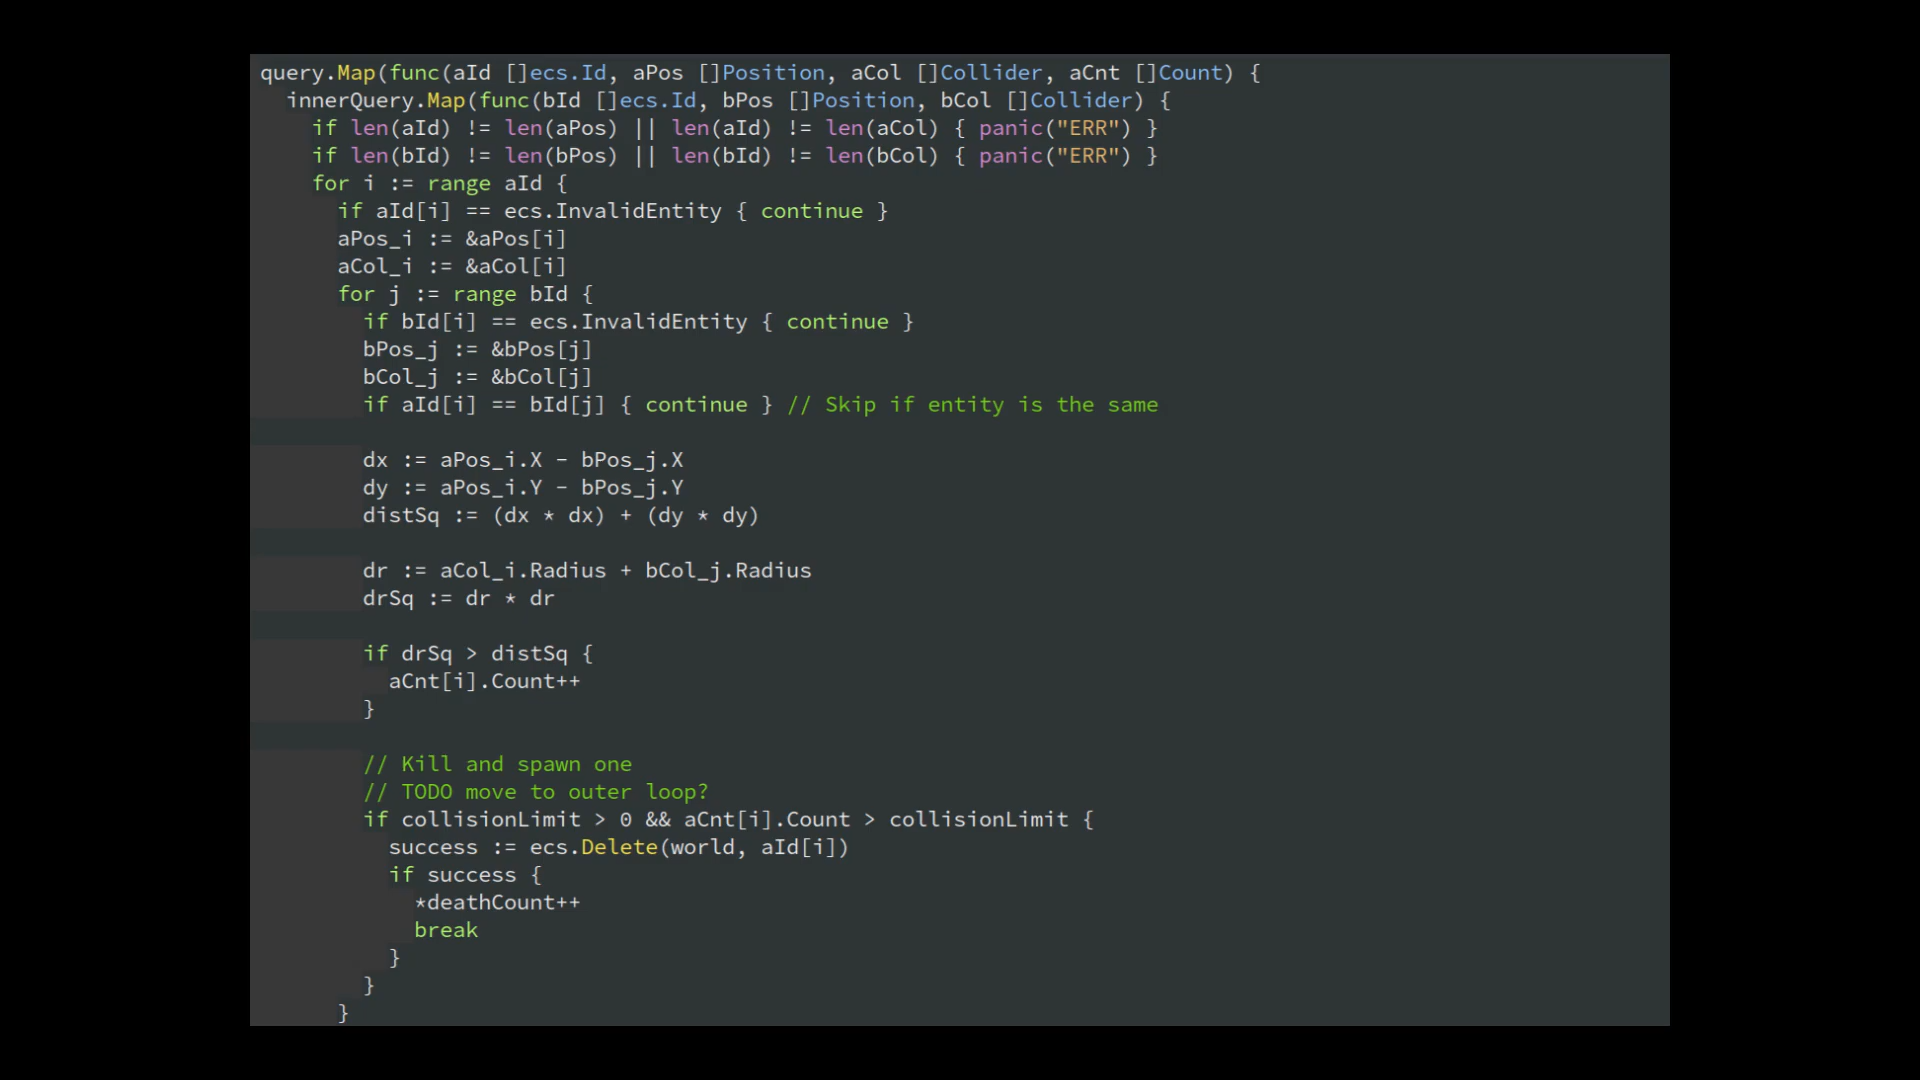 query.Map(func(aId []ecs.Id, aPos []Position, aCol []Collider, aCnt []Count) {
innerQuery.Map(func(bId []ecs.Id, bPos []Position, bCol []Collider) {
if len(aId) != len(aPos) || len(aId) != len(aCol) { panic("ERR") }
if len(bId) != len(bPos) || len(bId) != len(bCol) { panic("ERR") }
for i := range aId {
if aId[i] == ecs.InvalidEntity { continue }
aPos_i := &aPos[i]
aCol_i := &aCol[i]
for j := range bId {
if bId[i] == ecs.InvalidEntity { continue }
bPos_j := &bPos[j]
bCol_j := &bCol[j]
if aId[i] == bId[j] { continue } // Skip if entity is the same
dx := aPos_i.X - bPos_j.X
dy := aPos_i.Y - bPos_j.Y
distSq := (dx * dx) + (dy * dy)
dr := aCol_i.Radius + bCol_j.Radius
drSq := dr * dr
if drSq > distSq {
aCnt[i].Count++
}
// Kill and spawn one
// TODO move to outer loop?
if collisionLimit > 0 && aCnt[i].Count > collisionLimit {
success := ecs.Delete(world, aId[i])
if success {
*deathCount++
break
}
}
}